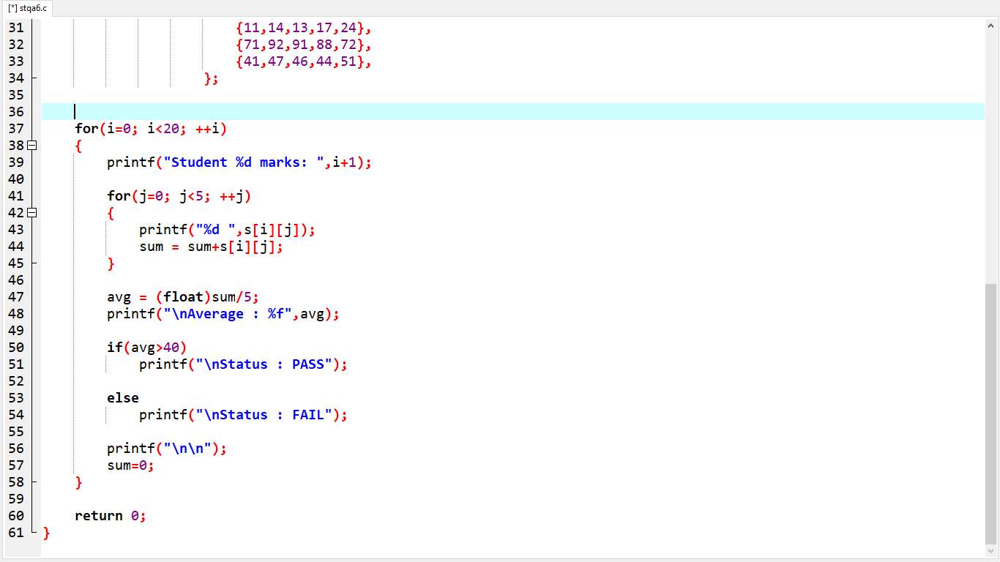 [*] stqa6.c
31 {11,14,13,17,24},
32 {71,92,91,88,72},
33 {41,47,46,44,51},
34 };
35
36
37 for(i=0; i<20; ++i)
38 {
39 printf("Student %d marks: ",i+1);
40
41 for(j=0; j<5; ++j)
42 {
43 printf("%d ",s[i][j]);
44 sum = sum+s[i][j];
45 }
46
47 avg = (float)sum/5;
48 printf("\nAverage : %f",avg);
49
50 if(avg>40)
51 printf("\nStatus : PASS");
52
53 else
54 printf("\nStatus : FAIL");
55
56 printf("\n\n");
57 sum=0;
58 }
59
60 return 0;
61 }